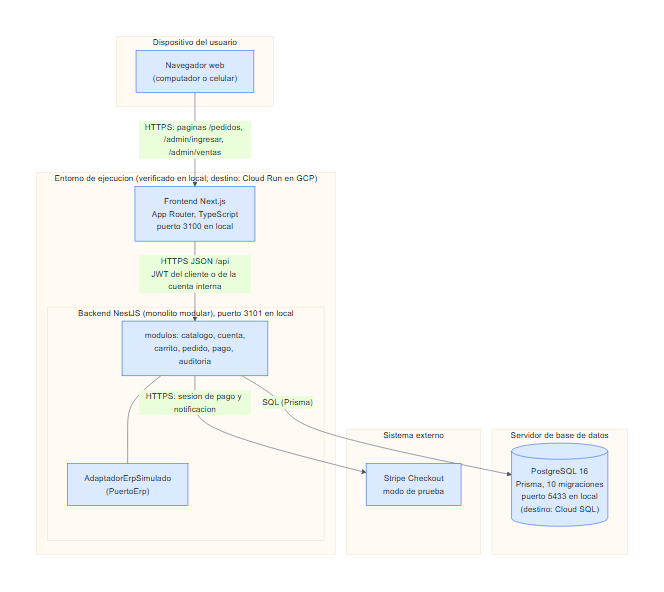 Dispositivo del usuario
Navegador web
(computador o celular)
HTTPS: paginas /pedidos,
/admin/ingresar,
/admin/ventas
Entorno de ejecucion (verificado en local; destino: Cloud Run en GCP)
Frontend Next.js
App Router, TypeScript
puerto 3100 en local
HTTPS JSON /api
JWT del cliente o de la
cuenta interna
Backend NestJS (monolito modular), puerto 3101 en local
modulos: catalogo, cuenta,
carrito, pedido, pago,
auditoria
HTTPS: sesion de pago y
notificacion
SQL (Prisma)
AdaptadorErpSimulado
(PuertoErp)
Sistema externo
Stripe Checkout
modo de prueba
Servidor de base de datos
PostgreSQL 16
Prisma, 10 migraciones
puerto 5433 en local
(destino: Cloud SQL)